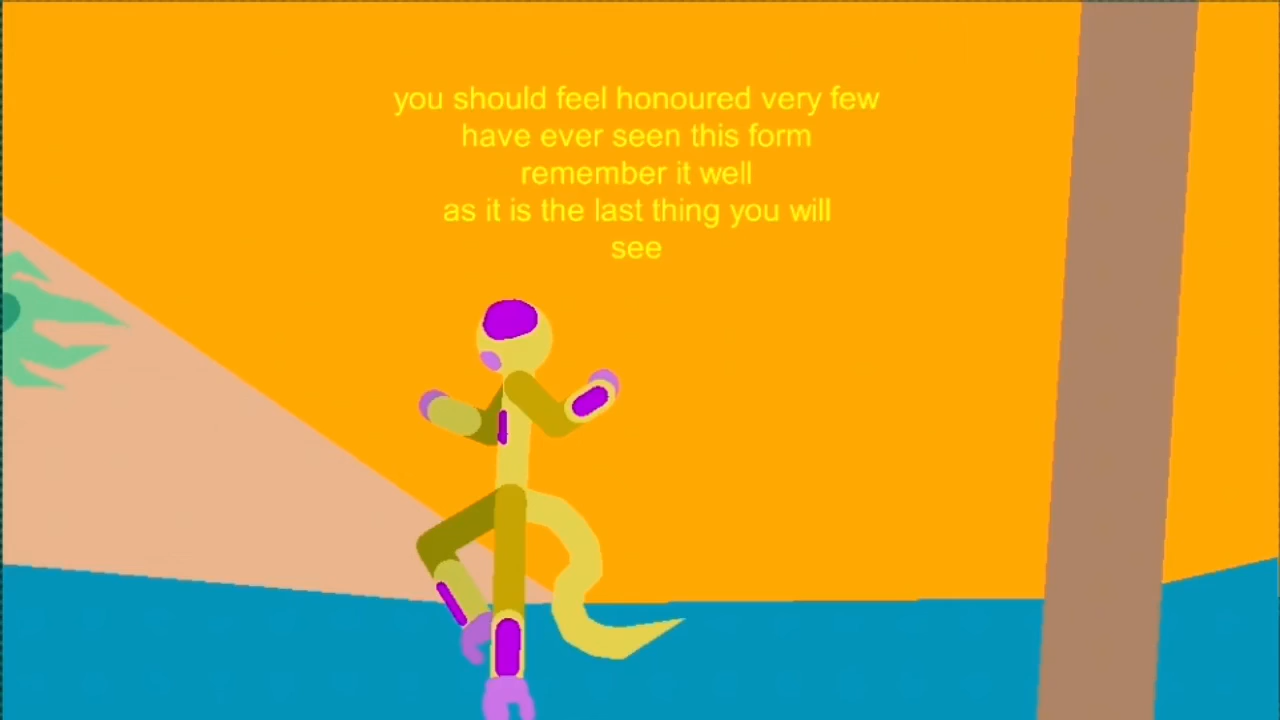 you should feel honoured very few
have ever seen this form
remember it well
as it is the last thing you will
see